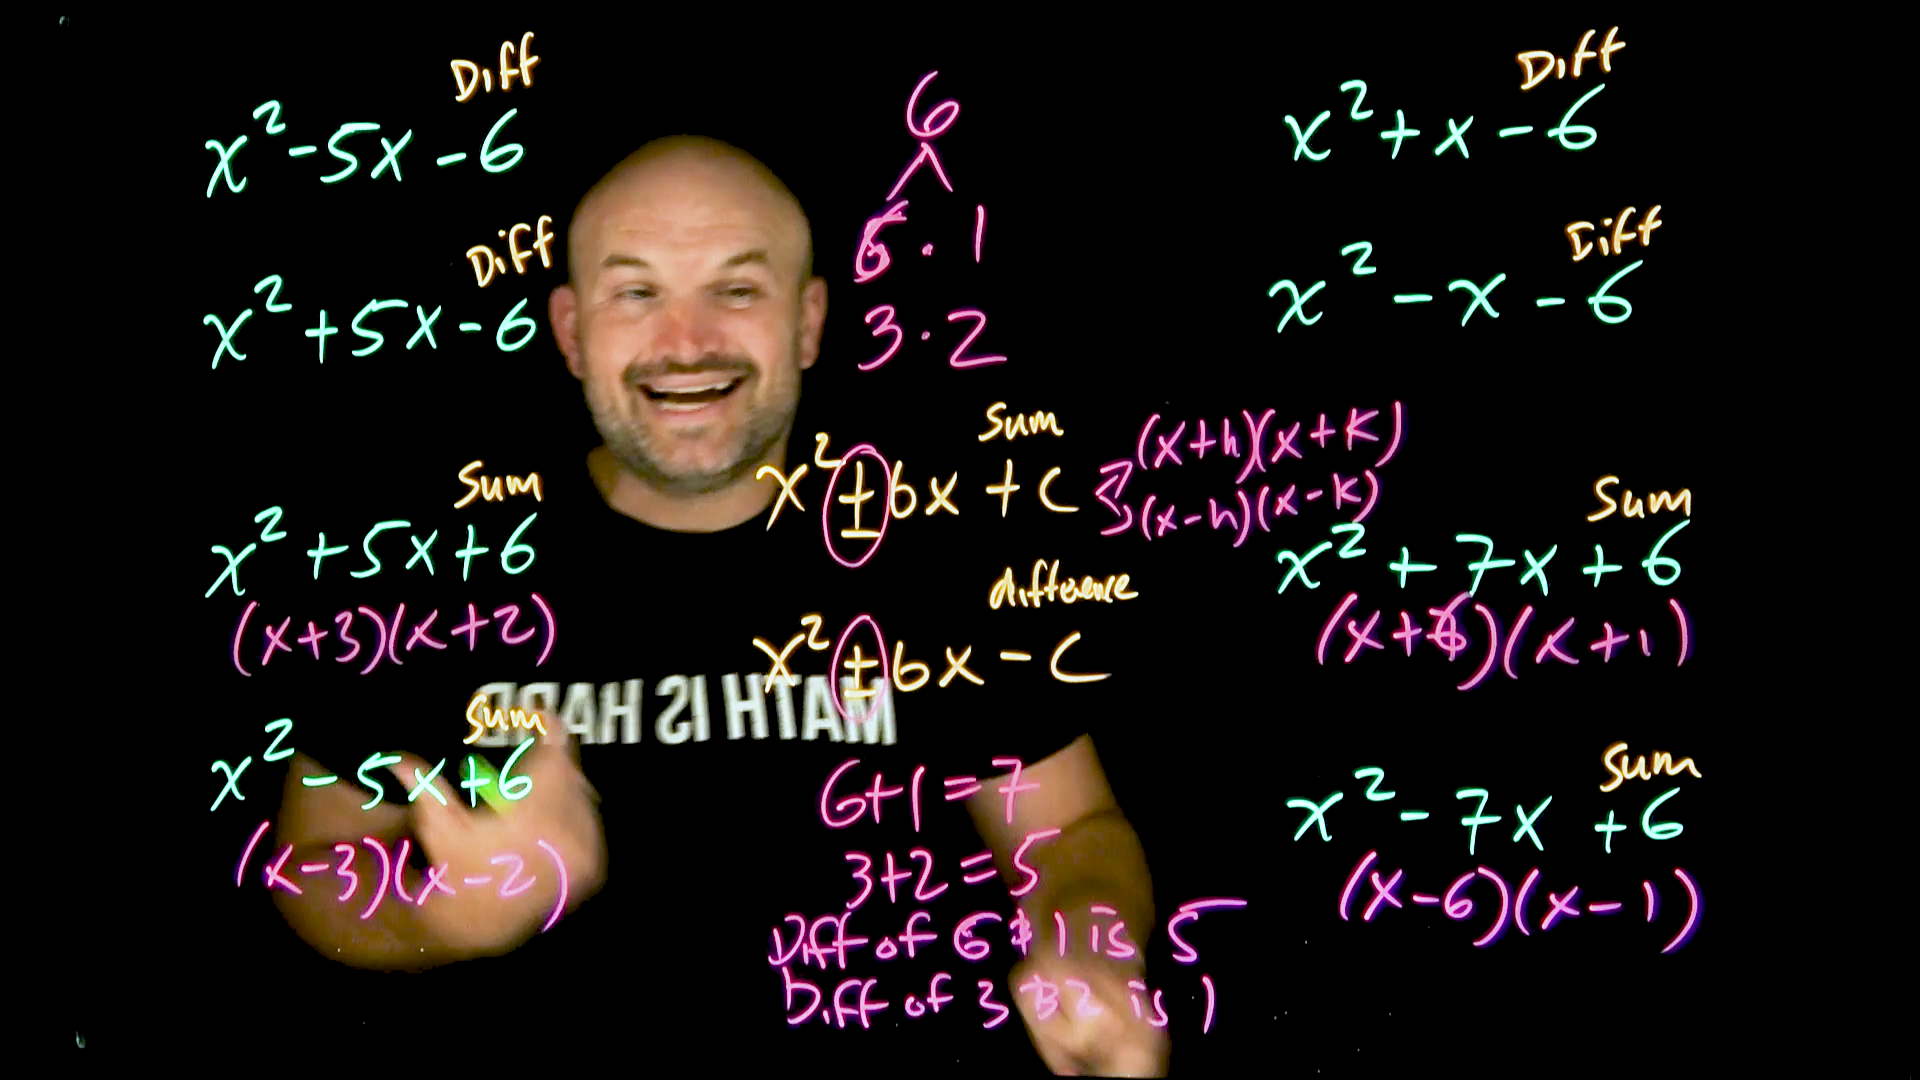 Diff
x² - 5x - 6
Diff
x² + 5x - 6
Sum
x² + 5x + 6
(x+3)(x+2)
Sum
x² - 5x + 6
(x-3)(x-2)
6
6 · 1
3 · 2
Sum
x² ± bx + c
(x+h)(x+k)
(x-h)(x-k)
difference
x² ± bx - c
MATH IS HARD
6+1=7
3+2=5
Diff of 6 & 1 is 5
Diff of 3 & 2 is 1
Diff
x² + x - 6
Diff
x² - x - 6
Sum
x² + 7x + 6
(x+6)(x+1)
Sum
x² - 7x + 6
(x-6)(x-1)